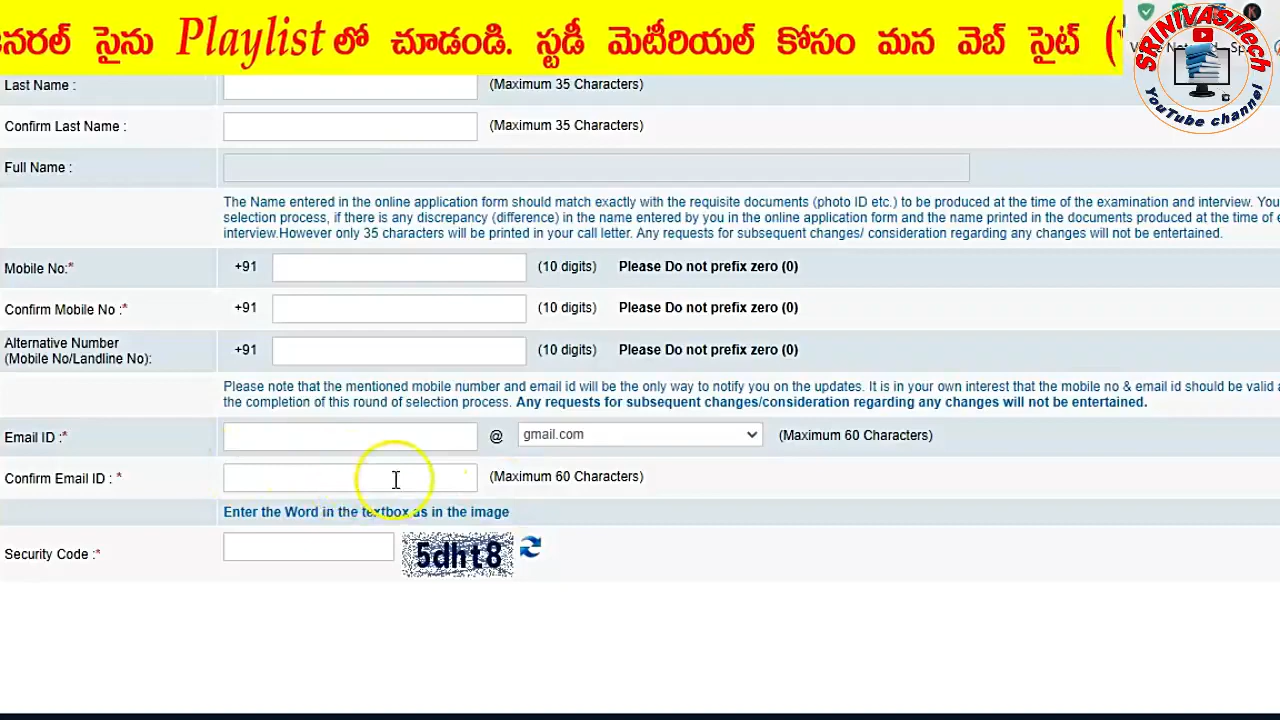 నరల్ సైను Playlist లో చూడండి. స్టడీ మెటీరియల్ కోసం మన వెబ్ సైట్ (
SRINIVASMech
YouTube channel
Last Name :
(Maximum 35 Characters)
Confirm Last Name :
(Maximum 35 Characters)
Full Name :
The Name entered in the online application form should match exactly with the requisite documents (photo ID etc.) to be produced at the time of the examination and interview. You
selection process, if there is any discrepancy (difference) in the name entered by you in the online application form and the name printed in the documents produced at the time of
interview.However only 35 characters will be printed in your call letter. Any requests for subsequent changes/ consideration regarding any changes will not be entertained.
Mobile No:* +91 (10 digits) Please Do not prefix zero (0)
Confirm Mobile No :* +91 (10 digits) Please Do not prefix zero (0)
Alternative Number
(Mobile No/Landline No): +91 (10 digits) Please Do not prefix zero (0)
Please note that the mentioned mobile number and email id will be the only way to notify you on the updates. It is in your own interest that the mobile no & email id should be valid
the completion of this round of selection process. Any requests for subsequent changes/consideration regarding any changes will not be entertained.
Email ID :* @ gmail.com (Maximum 60 Characters)
Confirm Email ID : * (Maximum 60 Characters)
Enter the Word in the textbox as in the image
Security Code :* 5dht8